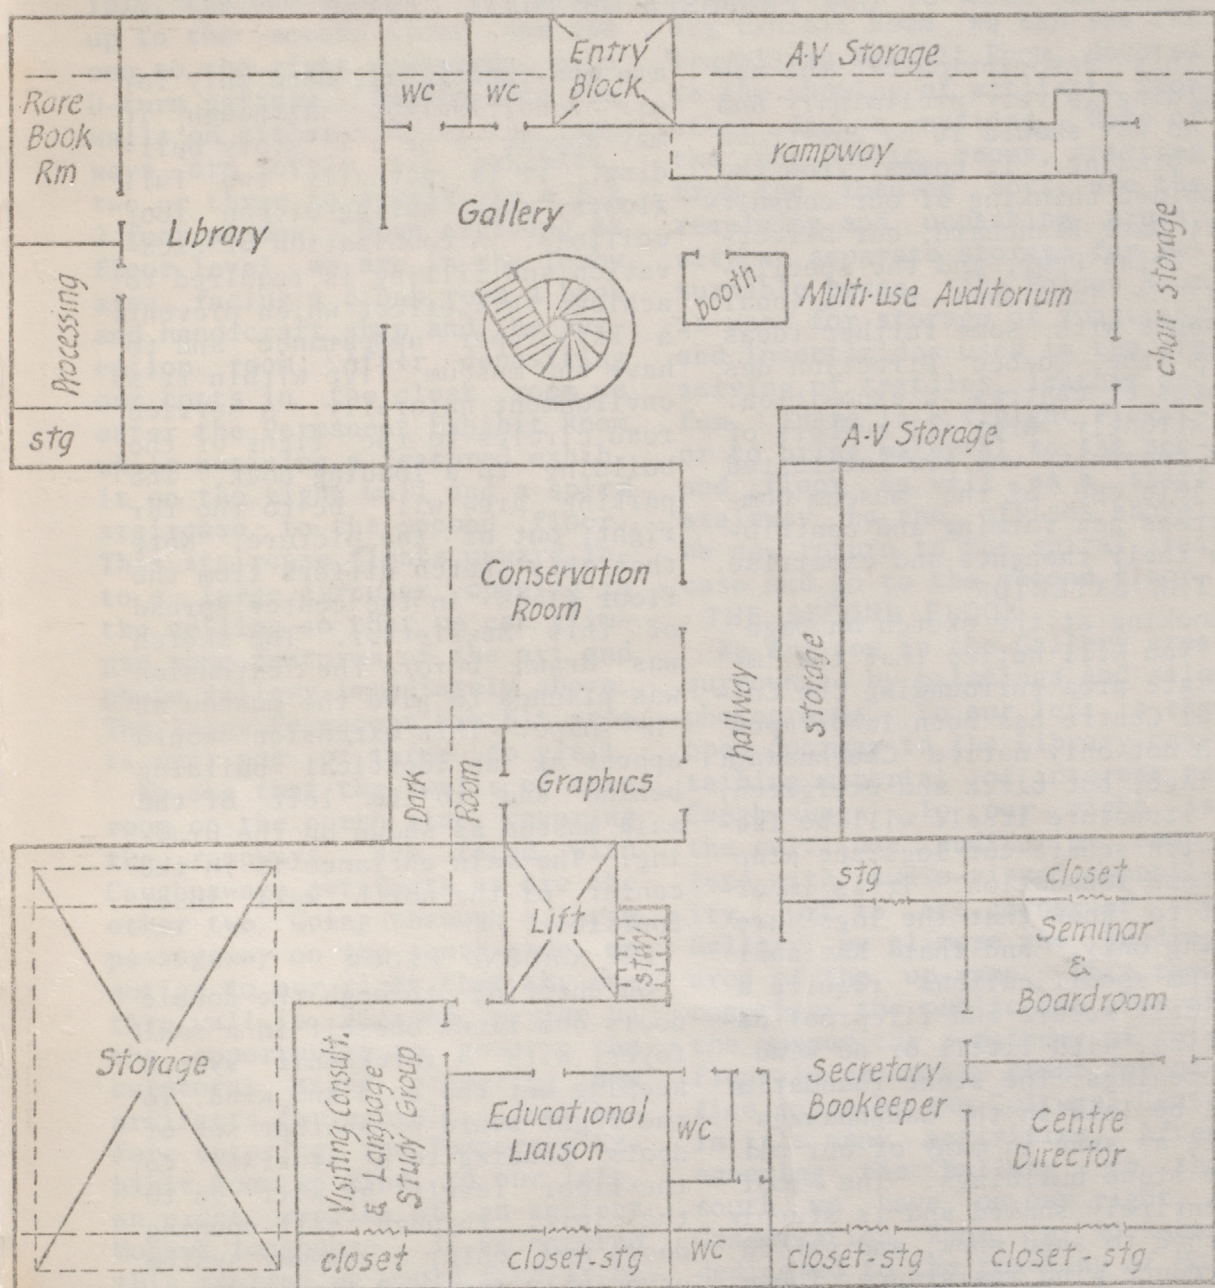 Entry
Block
A-V Storage
wc
wc
Rare
Book
Rm
rampway
Gallery
Library
booth
Multi-use Auditorium
chair storage
Processing
stg
A-V Storage
Conservation
Room
hallway
storage
Dark
Room
Graphics
stg
closet
Lift
stwy
Seminar
&
Boardroom
Storage
Visiting Consult.
& Language
Study Group
Educational
Liaison
wc
Secretary
Bookeeper
Centre
Director
closet
closet-stg
wc
closet-stg
closet-stg